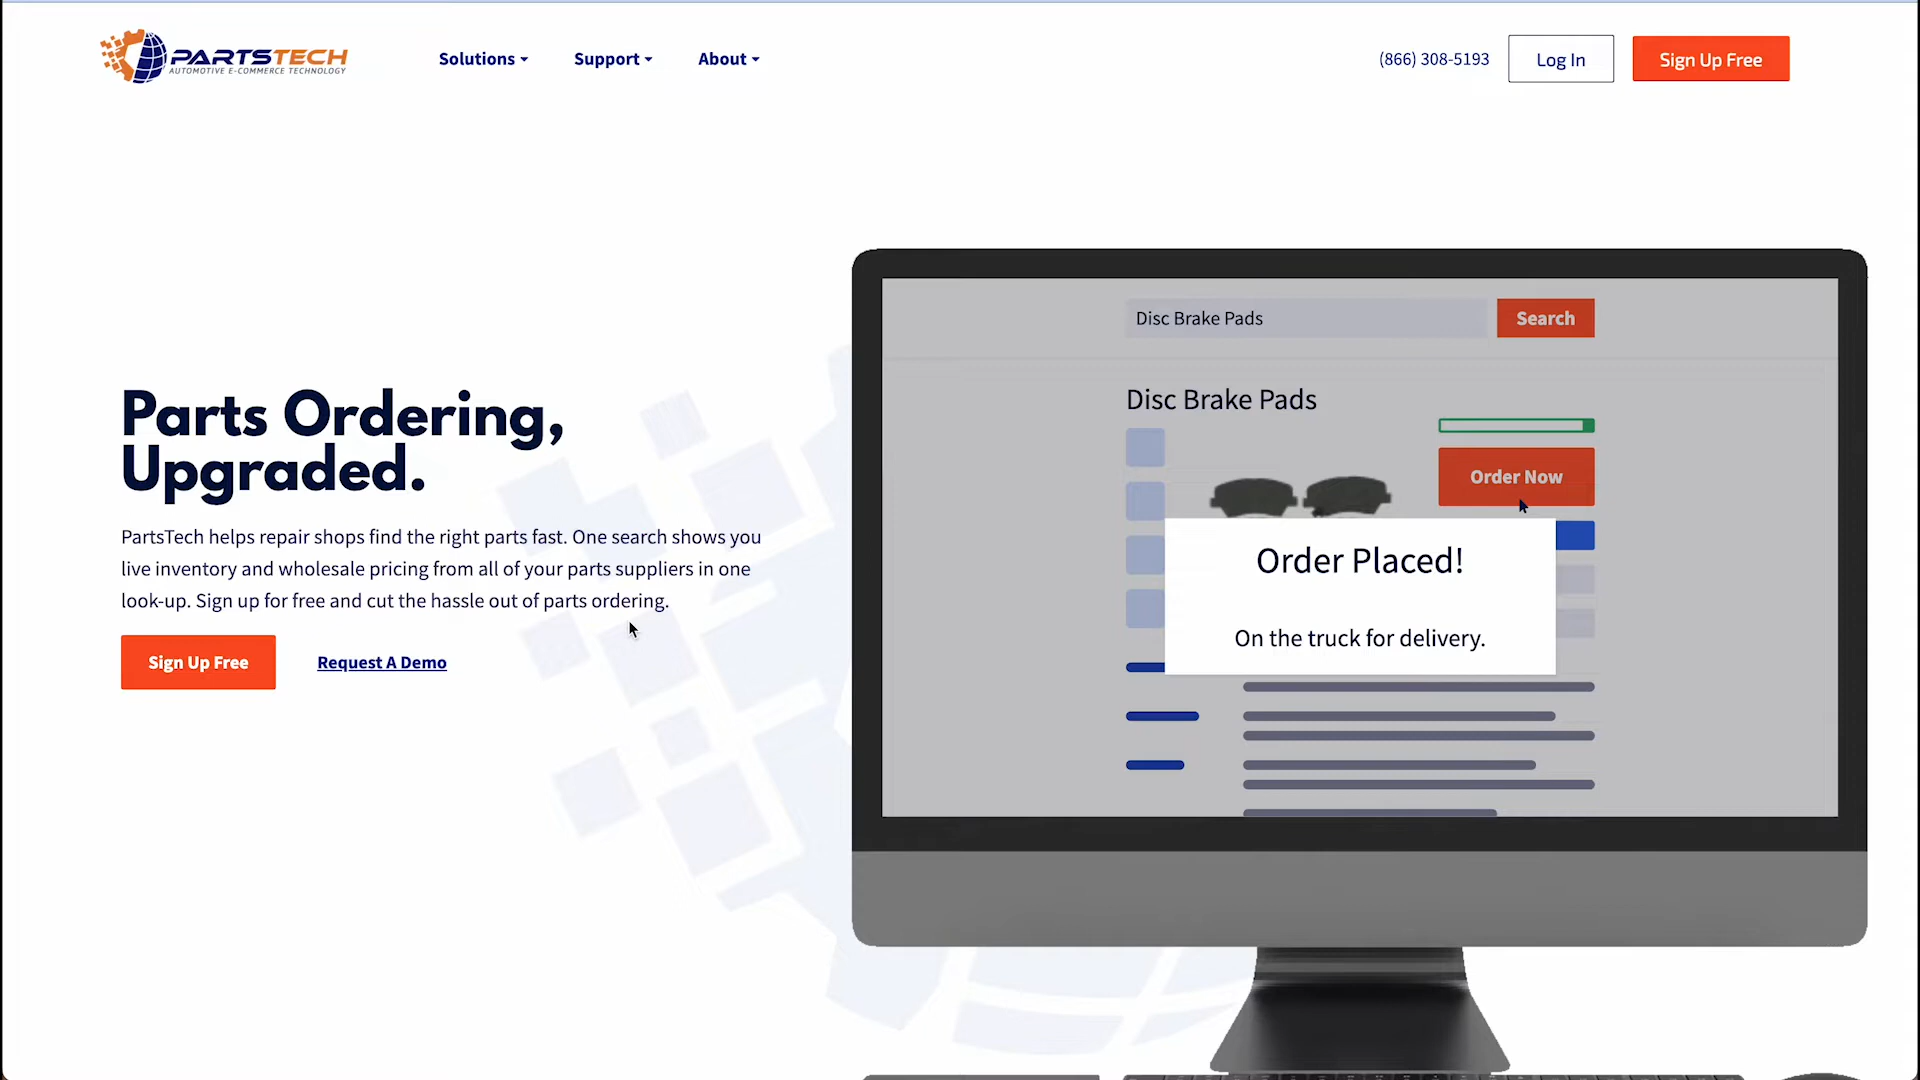 PARTSTECH
AUTOMOTIVE E-COMMERCE TECHNOLOGY
Solutions
Support
About
(866) 308-5193
Log In
Sign Up Free
Parts Ordering,
Upgraded.
PartsTech helps repair shops find the right parts fast. One search shows you
live inventory and wholesale pricing from all of your parts suppliers in one
look-up. Sign up for free and cut the hassle out of parts ordering.
Sign Up Free
Request A Demo
Disc Brake Pads
Search
Disc Brake Pads
Order Now
Order Placed!
On the truck for delivery.